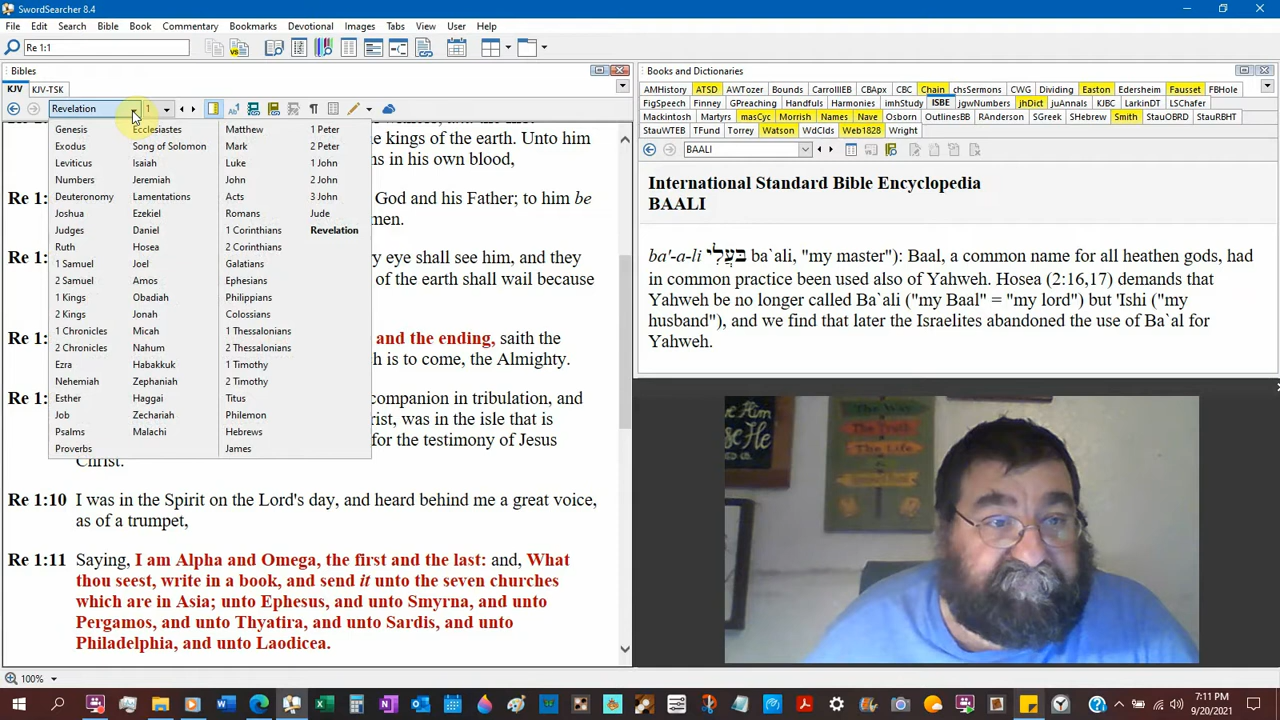 SwordSearcher 8.4
File Edit Search Bible Book Commentary Bookmarks Devotional Images Tabs View User Help
Re 1:1
Bibles
KJV KJV-TSK
Revelation 1
Genesis Ecclesiastes Matthew 1 Peter
Exodus Song of Solomon Mark 2 Peter
Leviticus Isaiah Luke 1 John
Numbers Jeremiah John 2 John
Deuteronomy Lamentations Acts 3 John
Joshua Ezekiel Romans Jude
Judges Daniel 1 Corinthians Revelation
Ruth Hosea 2 Corinthians
1 Samuel Joel Galatians
2 Samuel Amos Ephesians
1 Kings Obadiah Philippians
2 Kings Jonah Colossians
1 Chronicles Micah 1 Thessalonians
2 Chronicles Nahum 2 Thessalonians
Ezra Habakkuk 1 Timothy
Nehemiah Zephaniah 2 Timothy
Esther Haggai Titus
Job Zechariah Philemon
Psalms Malachi Hebrews
Proverbs James
the kings of the earth. Unto him
ns in his own blood,
Re 1: God and his Father; to him be
men.
Re 1: ry eye shall see him, and they
of the earth shall wail because
Re 1: and the ending, saith the
h is to come, the Almighty.
Re 1: companion in tribulation, and
rist, was in the isle that is
for the testimony of Jesus
Christ.
Re 1:10 I was in the Spirit on the Lord's day, and heard behind me a great voice,
as of a trumpet,
Re 1:11 Saying, I am Alpha and Omega, the first and the last: and, What
thou seest, write in a book, and send it unto the seven churches
which are in Asia; unto Ephesus, and unto Smyrna, and unto
Pergamos, and unto Thyatira, and unto Sardis, and unto
Philadelphia, and unto Laodicea.
100%
Books and Dictionaries
AMHistory ATSD AWTozer Bounds CarrollEIB CBApx CBC Chain chsSermons CWG Dividing Easton Edersheim Fausset FBHole
FigSpeech Finney GPreaching Handfuls Harmonies imhStudy ISBE jgwNumbers jhDict juAnnals KJBC LarkinDT LSChafer
Mackintosh Martyrs masCyc Morrish Names Nave OutlinesBB RAnderson SGreek SHebrew Smith StauOBRD StauRBHT
StauWTEB TFund Torrey Watson WdClds Web1828 Wright
BAALI
International Standard Bible Encyclopedia
BAALI
ba'-a-li בּעֲלִי ba`ali, "my master"): Baal, a common name for all heathen gods, had
in common practice been used also of Yahweh. Hosea (2:16,17) demands that
Yahweh be no longer called Ba`ali ("my Baal" = "my lord") but 'Ishi ("my
husband"), and we find that later the Israelites abandoned the use of Ba`al for
Yahweh.
The Way
The Truth
The Life
7:11 PM
9/20/2021